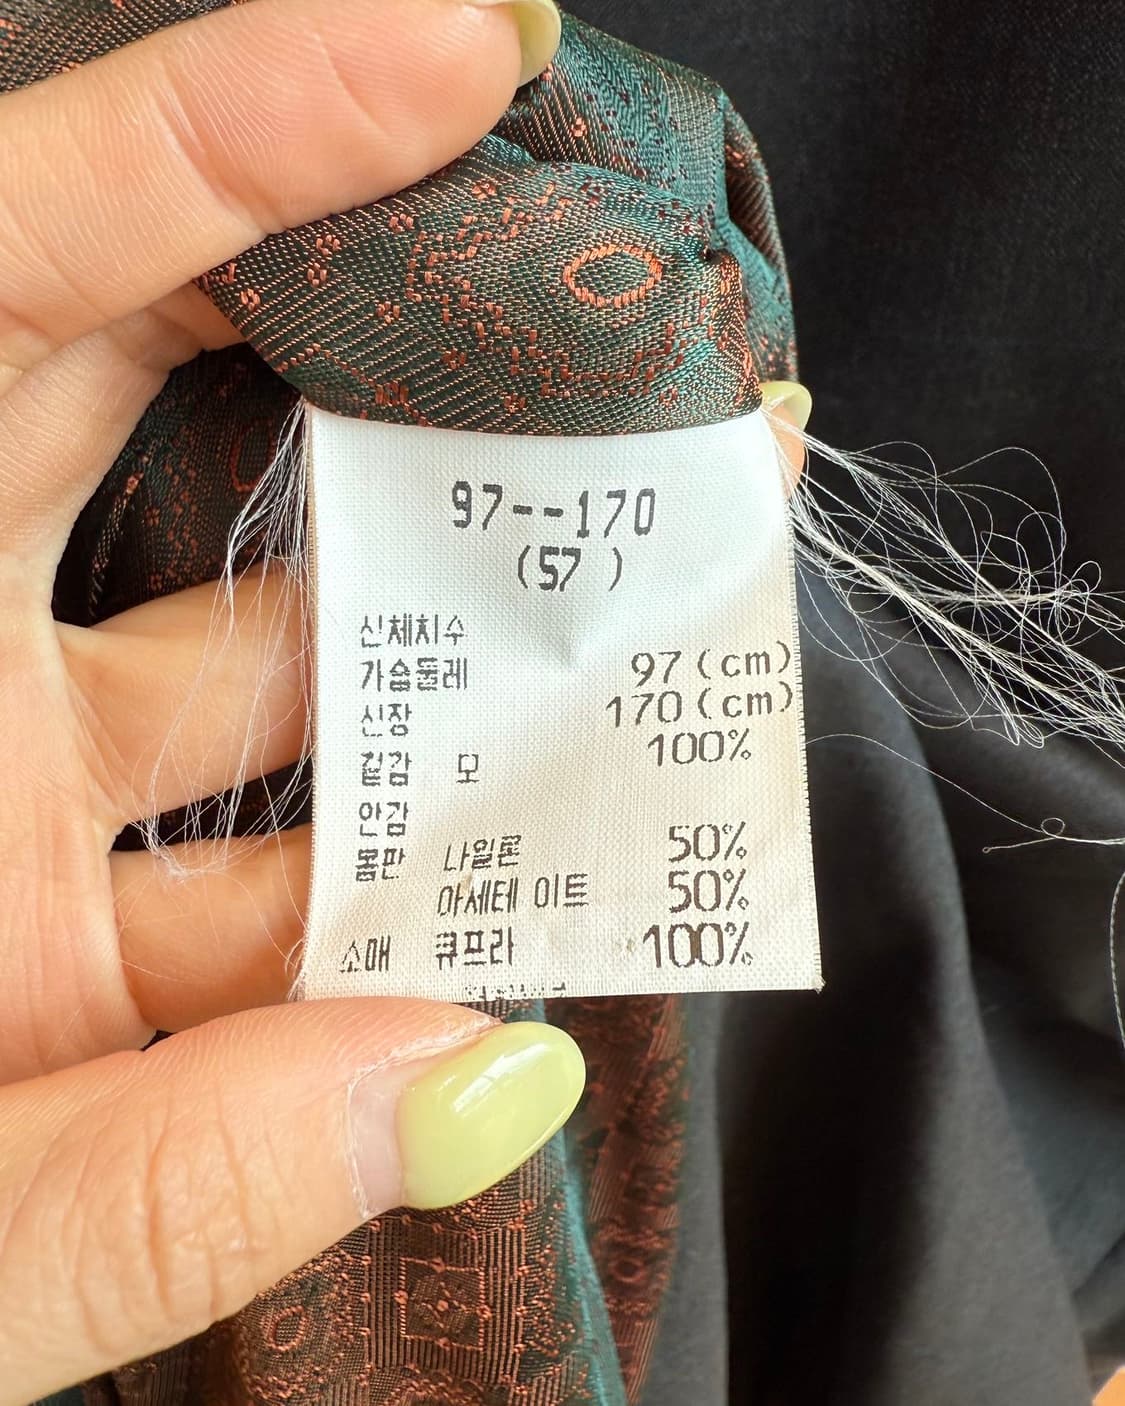 97--170
(57 )
신체치수
가슴둘레 97(cm)
신장 170(cm)
겉감 모 100%
안감
몸판 나일론 50%
아세테이트 50%
소매 큐프라 100%